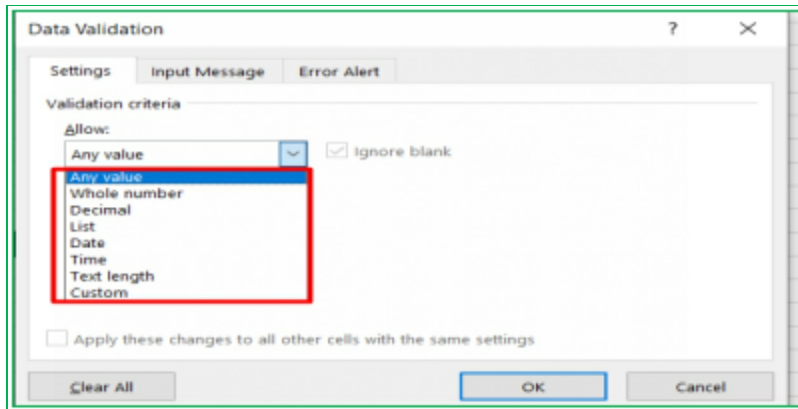 Data Validation ? ×
Settings Input Message Error Alert
Validation criteria
Allow:
Any value Ignore blank
Any value
Whole number
Decimal
List
Date
Time
Text length
Custom
Apply these changes to all other cells with the same settings
Clear All OK Cancel